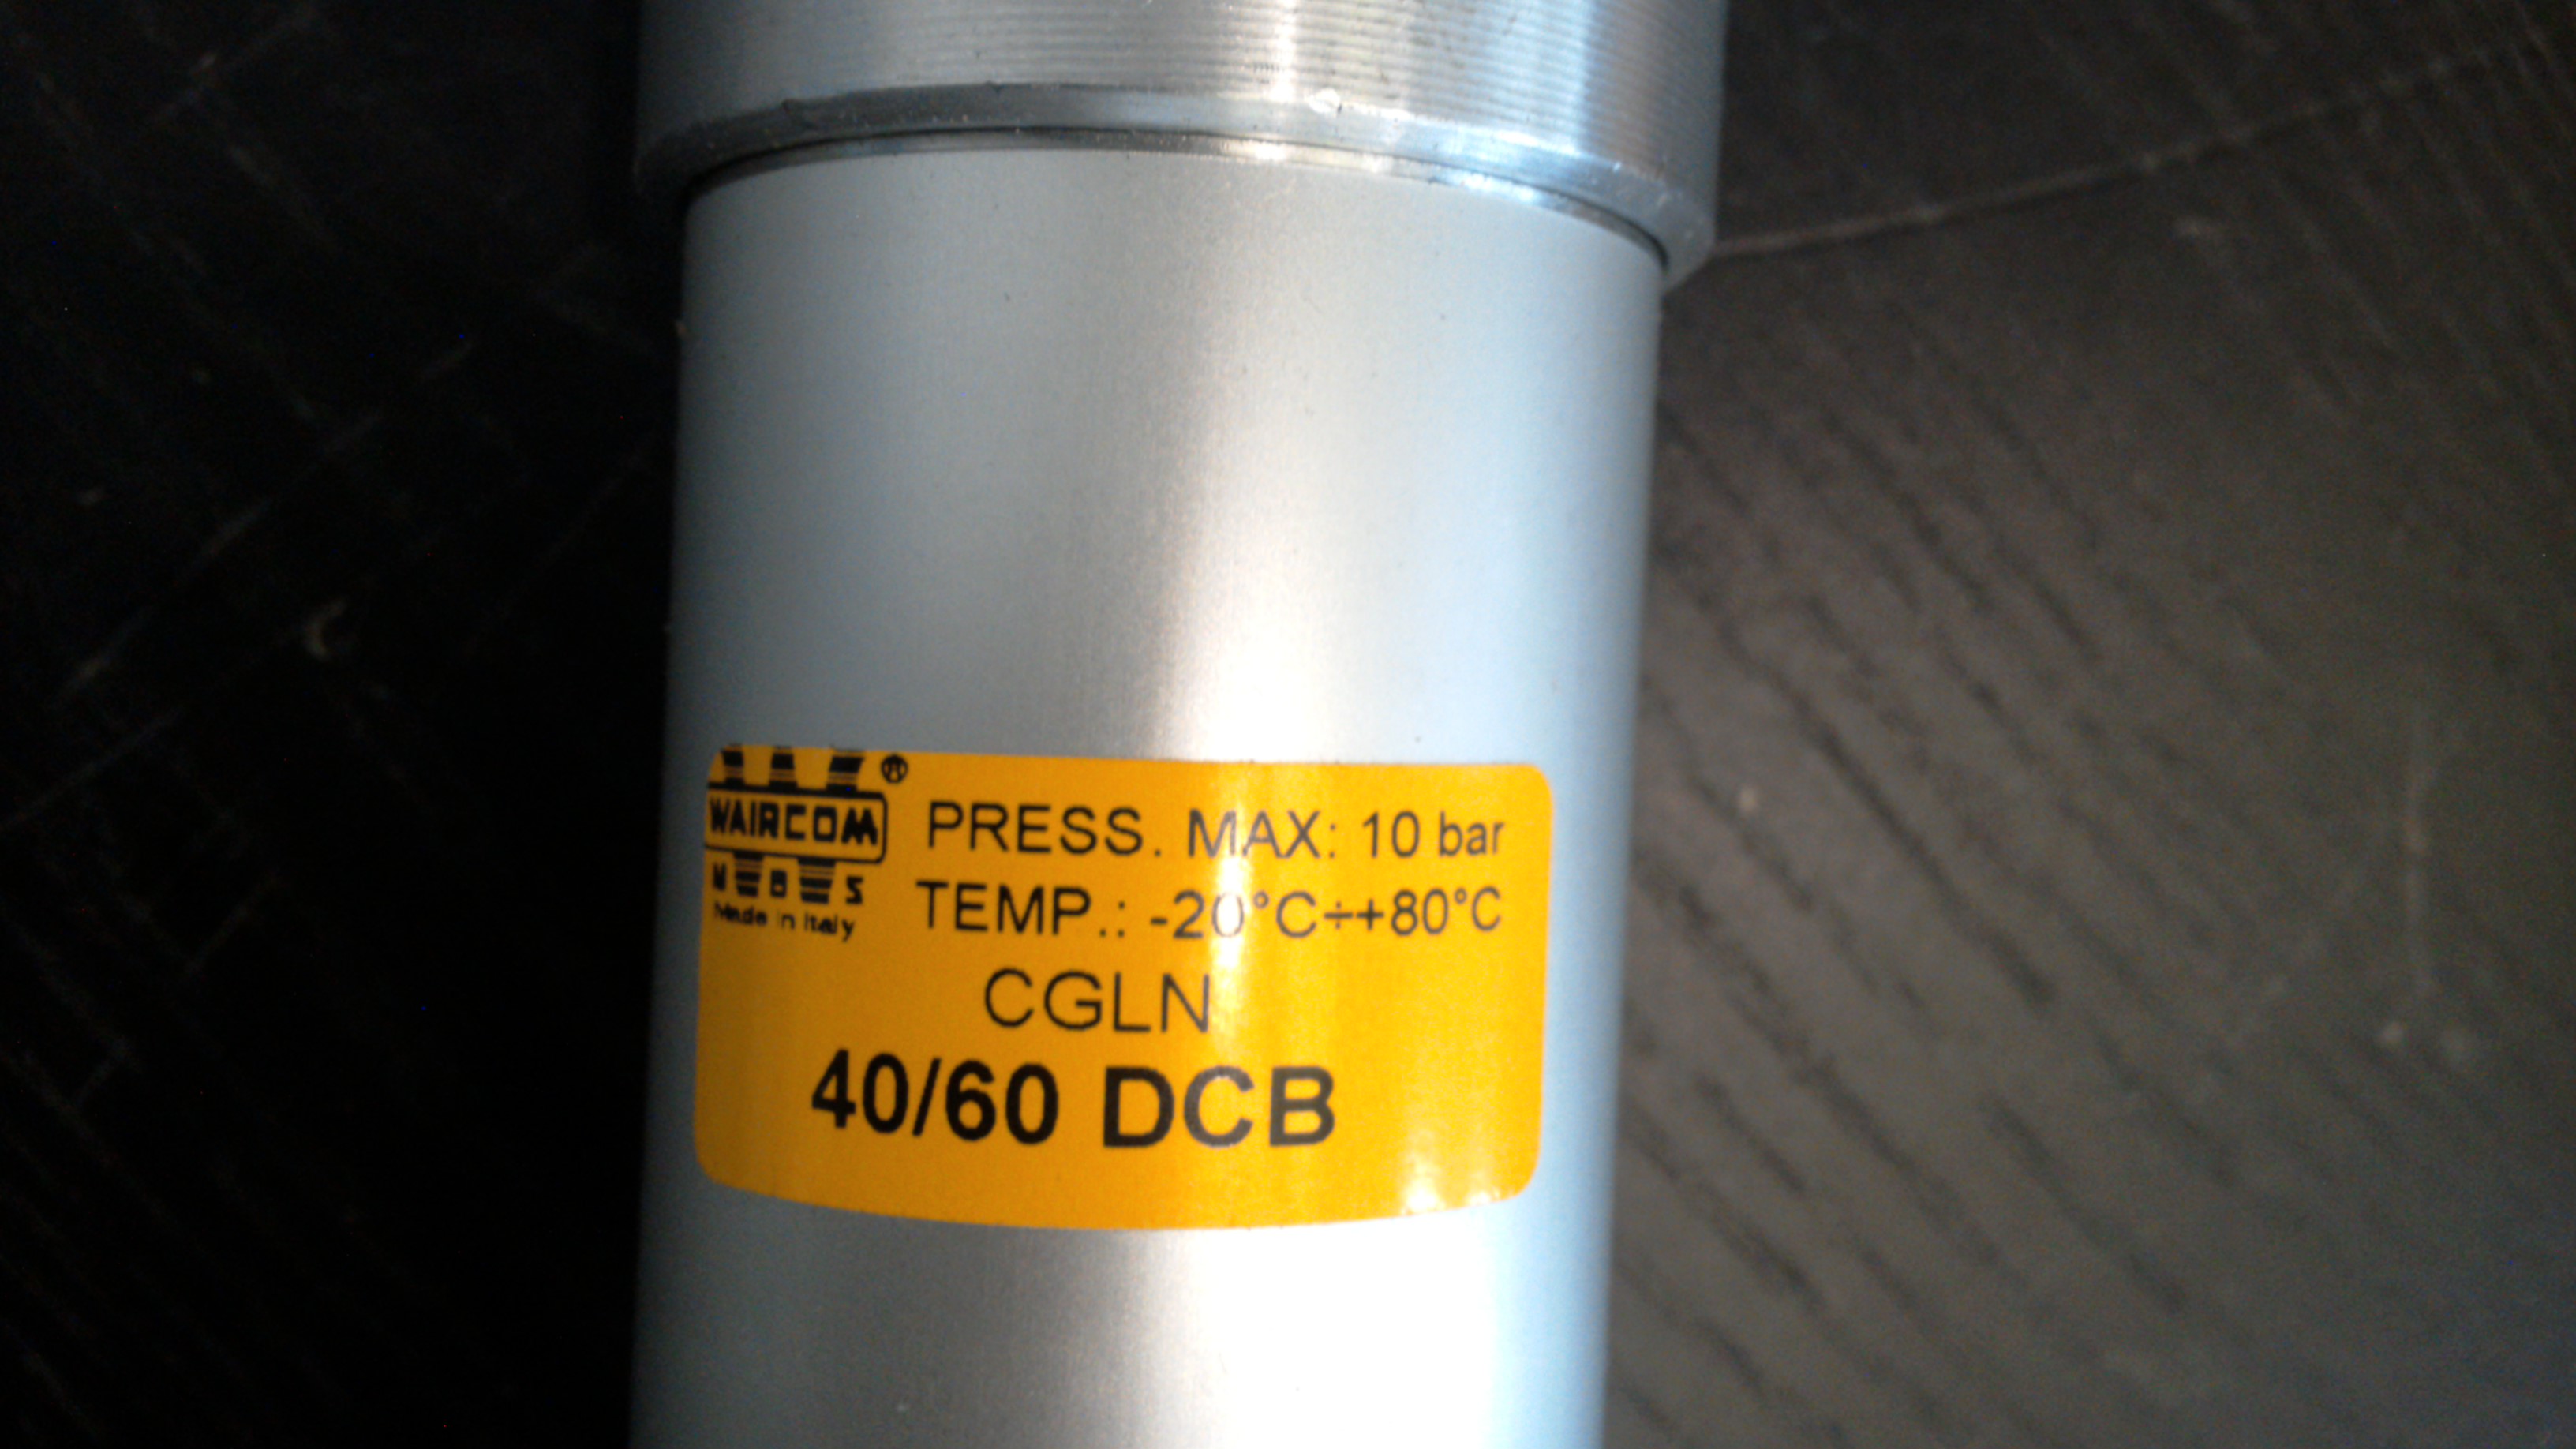 WAIRCOM ®
M B S
Made in Italy
PRESS. MAX: 10 bar
TEMP.: -20°C÷+80°C
CGLN
40/60 DCB